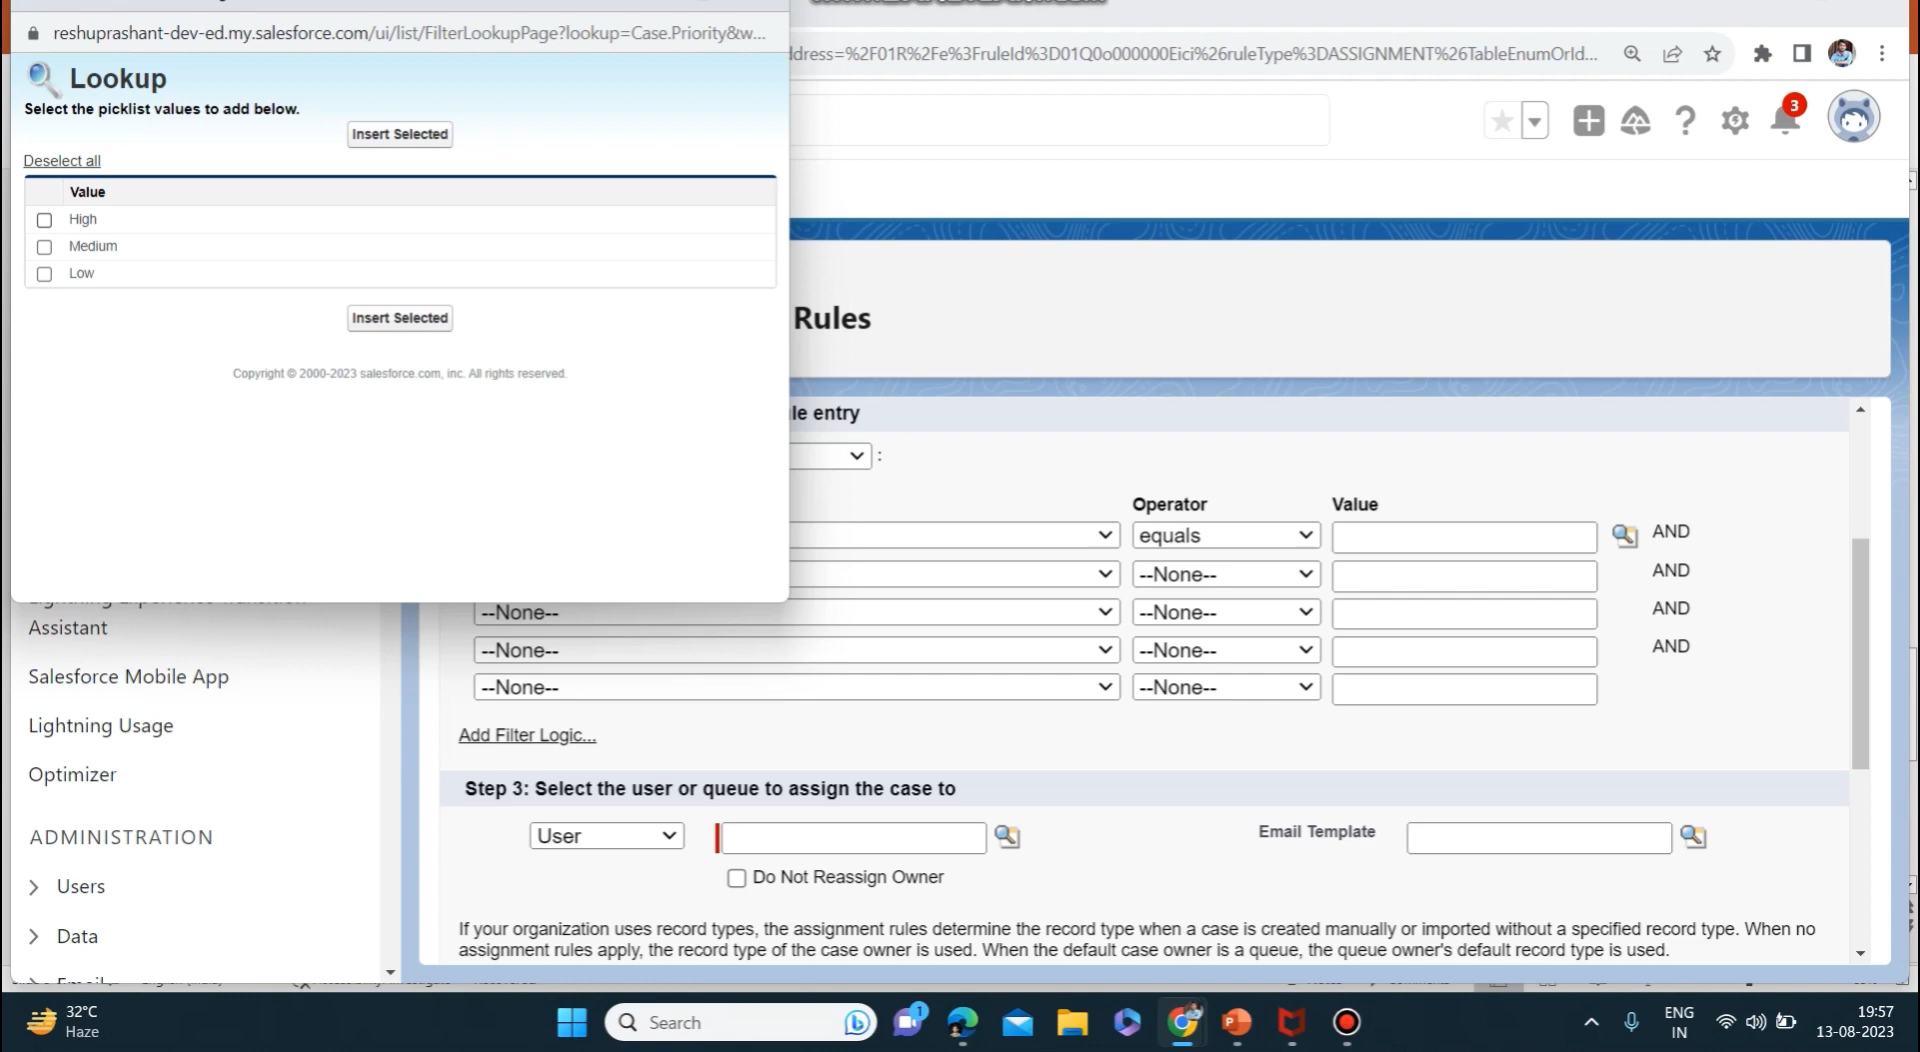 reshuprashant-dev-ed.my.salesforce.com/ui/list/FilterLookupPage?lookup=Case.Priority&w...
ddress=%2F01R%2Fe%3FruleId%3D01Q0o000000Eici%26ruleType%3DASSIGNMENT%26TableEnumOrId...
Lookup
Select the picklist values to add below.
Insert Selected
Deselect all
Value
High
Medium
Low
Insert Selected
Copyright © 2000-2023 salesforce.com, inc. All rights reserved.
3
Rules
le entry
:
Operator Value
equals AND
--None-- AND
--None-- --None-- AND
--None-- --None-- AND
--None-- --None--
Add Filter Logic...
Step 3: Select the user or queue to assign the case to
User
Email Template
Do Not Reassign Owner
If your organization uses record types, the assignment rules determine the record type when a case is created manually or imported without a specified record type. When no
assignment rules apply, the record type of the case owner is used. When the default case owner is a queue, the queue owner's default record type is used.
Assistant
Salesforce Mobile App
Lightning Usage
Optimizer
ADMINISTRATION
Users
Data
32°C
Haze
Search
1
ENG
IN
19:57
13-08-2023